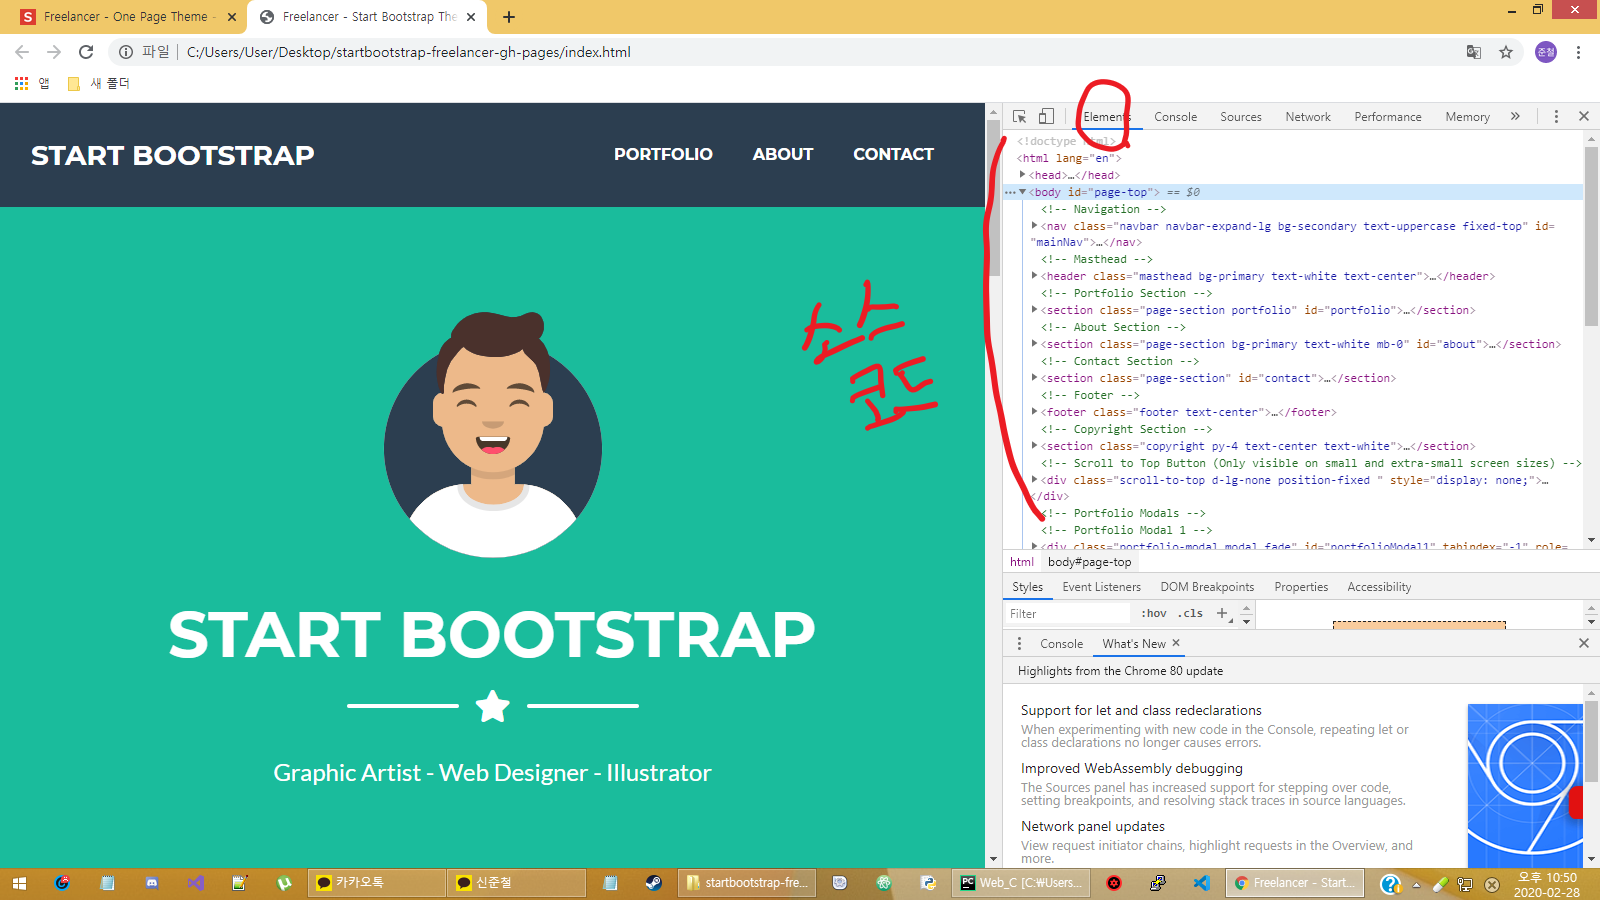 Freelancer - One Page Theme -
Freelancer - Start Bootstrap The
파일 C:/Users/User/Desktop/startbootstrap-freelancer-gh-pages/index.html
준철
앱 새 폴더
START BOOTSTRAP
PORTFOLIO ABOUT CONTACT
소스
코드
START BOOTSTRAP
Graphic Artist - Web Designer - Illustrator
Elements Console Sources Network Performance Memory »
<!doctype html>
<html lang="en">
<head>…</head>
<body id="page-top"> == $0
<!-- Navigation -->
<nav class="navbar navbar-expand-lg bg-secondary text-uppercase fixed-top" id=
"mainNav">…</nav>
<!-- Masthead -->
<header class="masthead bg-primary text-white text-center">…</header>
<!-- Portfolio Section -->
<section class="page-section portfolio" id="portfolio">…</section>
<!-- About Section -->
<section class="page-section bg-primary text-white mb-0" id="about">…</section>
<!-- Contact Section -->
<section class="page-section" id="contact">…</section>
<!-- Footer -->
<footer class="footer text-center">…</footer>
<!-- Copyright Section -->
<section class="copyright py-4 text-center text-white">…</section>
<!-- Scroll to Top Button (Only visible on small and extra-small screen sizes) -->
<div class="scroll-to-top d-lg-none position-fixed " style="display: none;">…
</div>
<!-- Portfolio Modals -->
<!-- Portfolio Modal 1 -->
<div class="portfolio-modal modal fade" id="portfolioModal1" tabindex="-1" role=
html body#page-top
Styles Event Listeners DOM Breakpoints Properties Accessibility
Filter :hov .cls +
Console What's New
Highlights from the Chrome 80 update
Support for let and class redeclarations
When experimenting with new code in the Console, repeating let or
class declarations no longer causes errors.
Improved WebAssembly debugging
The Sources panel has increased support for stepping over code,
setting breakpoints, and resolving stack traces in source languages.
Network panel updates
View request initiator chains, highlight requests in the Overview, and
more.
카카오톡 신준철 startbootstrap-fre... Web_C [C:₩Users... Freelancer - Start...
오후 10:50
2020-02-28